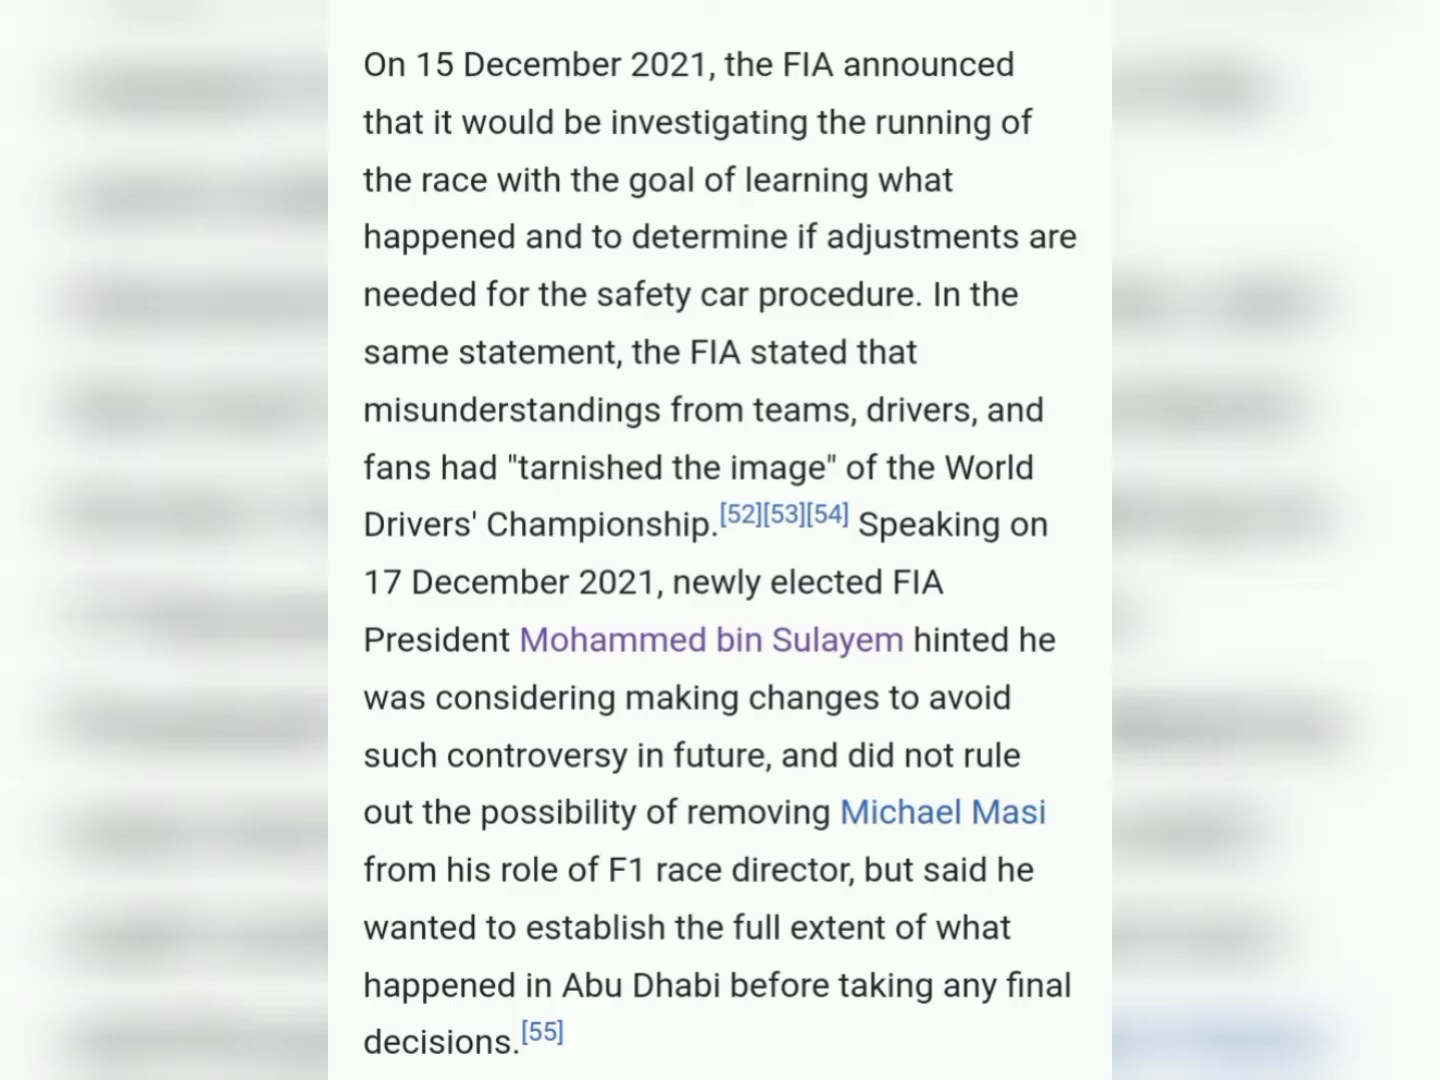 On 15 December 2021, the FIA announced
that it would be investigating the running of
the race with the goal of learning what
happened and to determine if adjustments are
needed for the safety car procedure. In the
same statement, the FIA stated that
misunderstandings from teams, drivers, and
fans had "tarnished the image" of the World
Drivers' Championship.[52][53][54] Speaking on
17 December 2021, newly elected FIA
President Mohammed bin Sulayem hinted he
was considering making changes to avoid
such controversy in future, and did not rule
out the possibility of removing Michael Masi
from his role of F1 race director, but said he
wanted to establish the full extent of what
happened in Abu Dhabi before taking any final
decisions.[55]